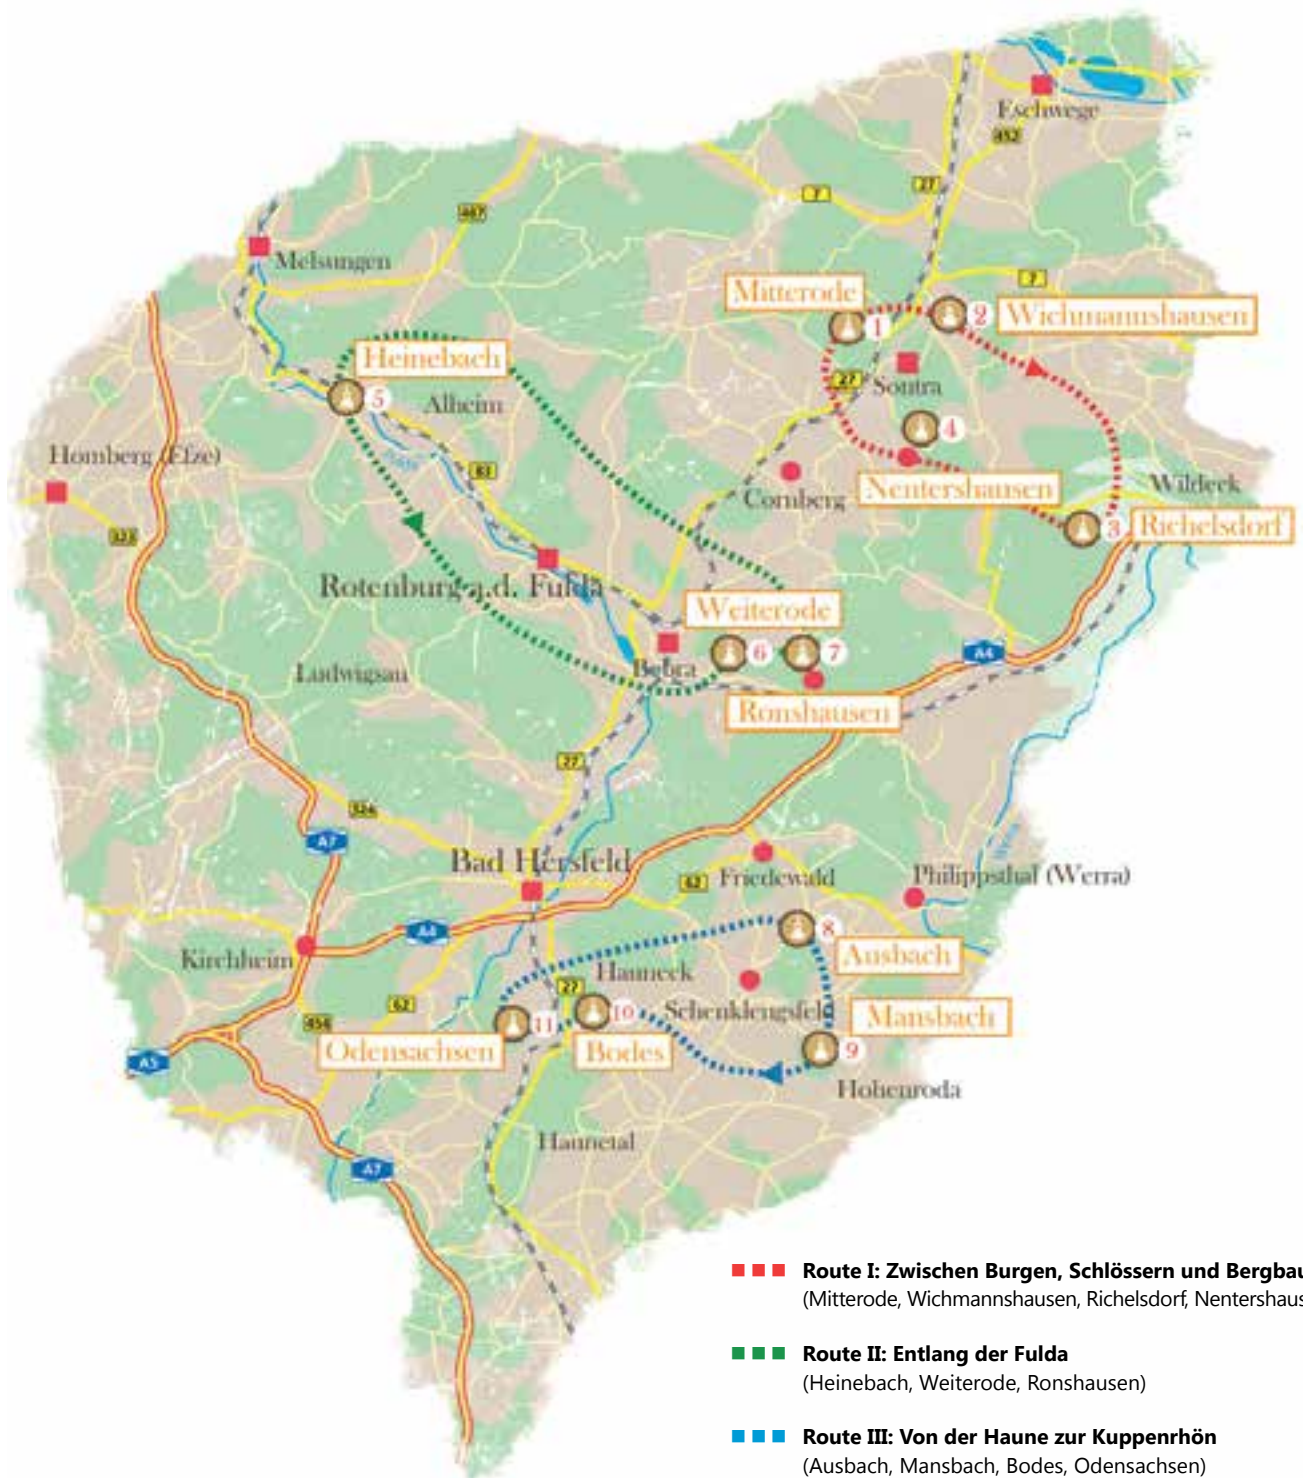 Eschwege
452
7
27
487
Melsungen
7
Mitterode
1
2
Wichmannshausen
Heinebach
27
Sontra
5
Alheim
4
Homberg (Efze)
83
Cornberg
Nentershausen
Wildeck
3
Richelsdorf
323
Rotenburg a.d. Fulda
Weiterode
6
7
Bebra
A4
Ludwigsau
Ronshausen
27
324
A7
Bad Hersfeld
62
Friedewald
Philippsthal (Werra)
Werra
A4
8
Kirchheim
Ausbach
Hauneck
27
Schenklengsfeld
62
10
Mansbach
454
11
Odensachsen
Bodes
9
A5
Hohenroda
Haunetal
A7
Route I: Zwischen Burgen, Schlössern und Bergbau
(Mitterode, Wichmannshausen, Richelsdorf, Nentershaus
Route II: Entlang der Fulda
(Heinebach, Weiterode, Ronshausen)
Route III: Von der Haune zur Kuppenrhön
(Ausbach, Mansbach, Bodes, Odensachsen)